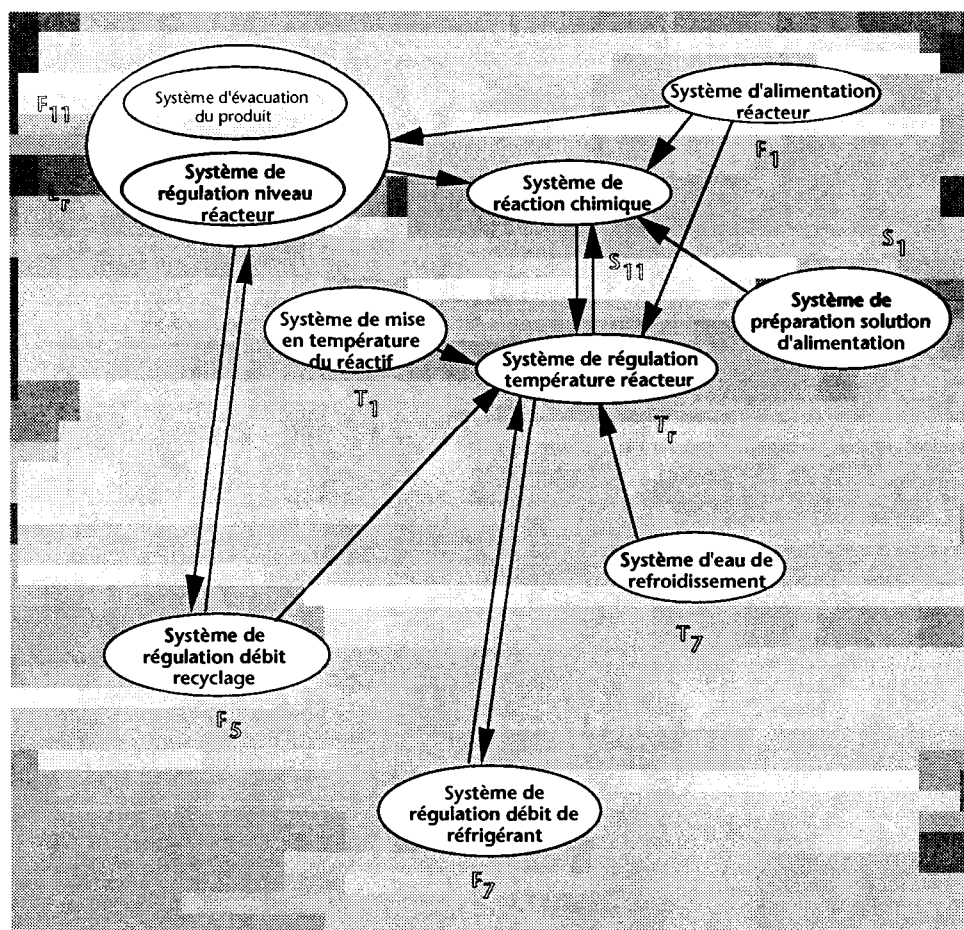 Système d'évacuation
du produit
F11
Système de
régulation niveau
réacteur
Lr
Système d'alimentation
réacteur
F1
Système de
réaction chimique
S11
S1
Système de
préparation solution
d'alimentation
Système de mise
en température
du réactif
T1
Système de régulation
température réacteur
Tr
Système d'eau de
refroidissement
T7
Système de
régulation débit
recyclage
F5
Système de
régulation débit de
réfrigérant
F7